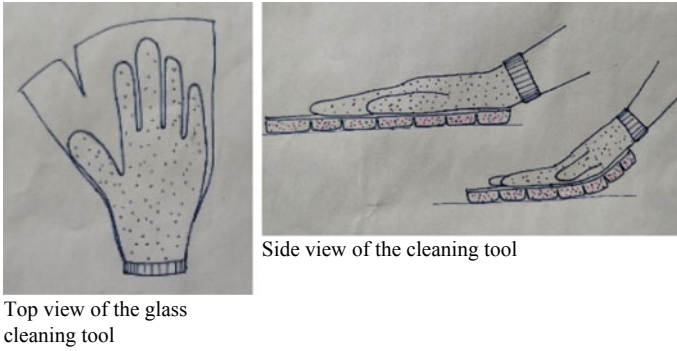 Side view of the cleaning tool
Top view of the glass
cleaning tool